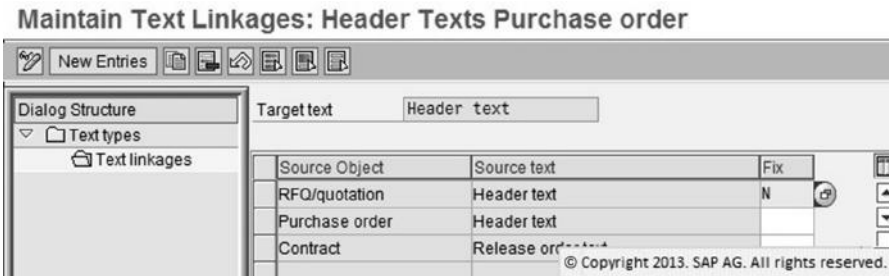 Maintain Text Linkages: Header Texts Purchase order
New Entries
Dialog Structure
Text types
Text linkages
Target text Header text
Source Object Source text Fix
RFQ/quotation Header text N
Purchase order Header text
Contract Release
© Copyright 2013. SAP AG. All rights reserved.